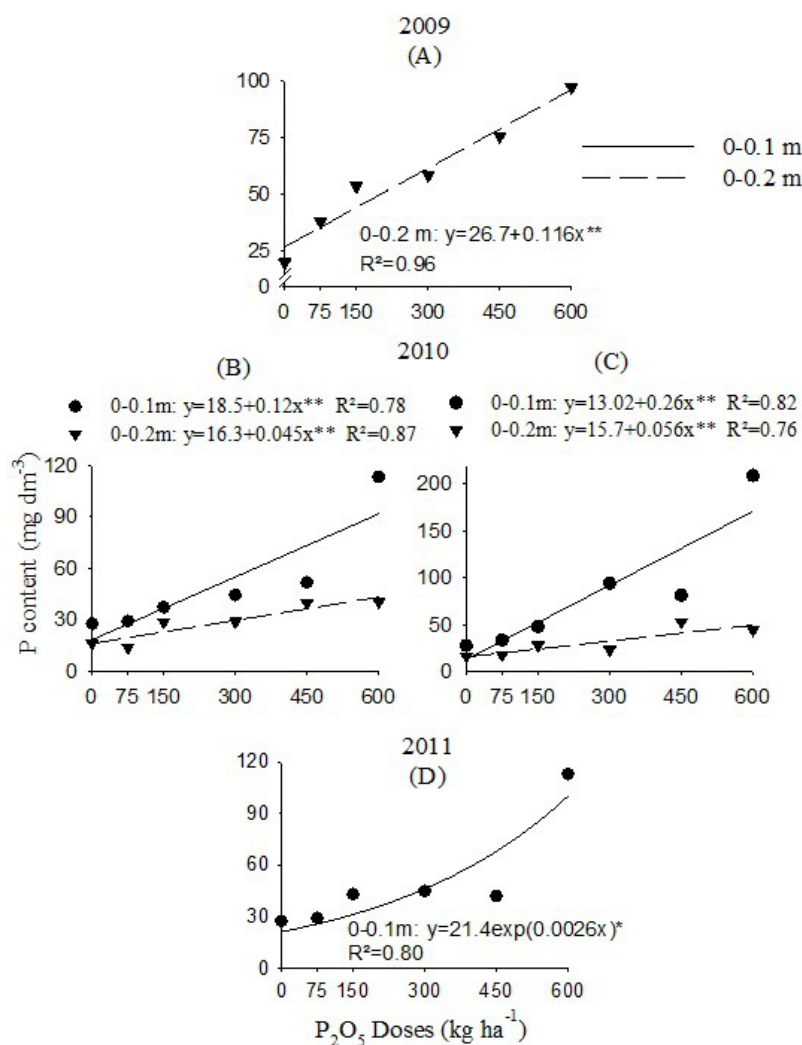 2009
(A)
100
75
50
25
0
0-0.1 m
0-0.2 m
0-0.2 m: y=26.7+0.116x**
R²=0.96
0 75 150 300 450 600
2010
(B)
0-0.1m: y=18.5+0.12x** R²=0.78
0-0.2m: y=16.3+0.045x** R²=0.87
(C)
0-0.1m: y=13.02+0.26x** R²=0.82
0-0.2m: y=15.7+0.056x** R²=0.76
P content (mg dm⁻³)
120
90
60
30
0
0 75 150 300 450 600
200
150
100
50
0
0 75 150 300 450 600
2011
(D)
120
90
60
30
0
0-0.1m: y=21.4exp(0.0026x)*
R²=0.80
0 75 150 300 450 600
P₂O₅ Doses (kg ha⁻¹)